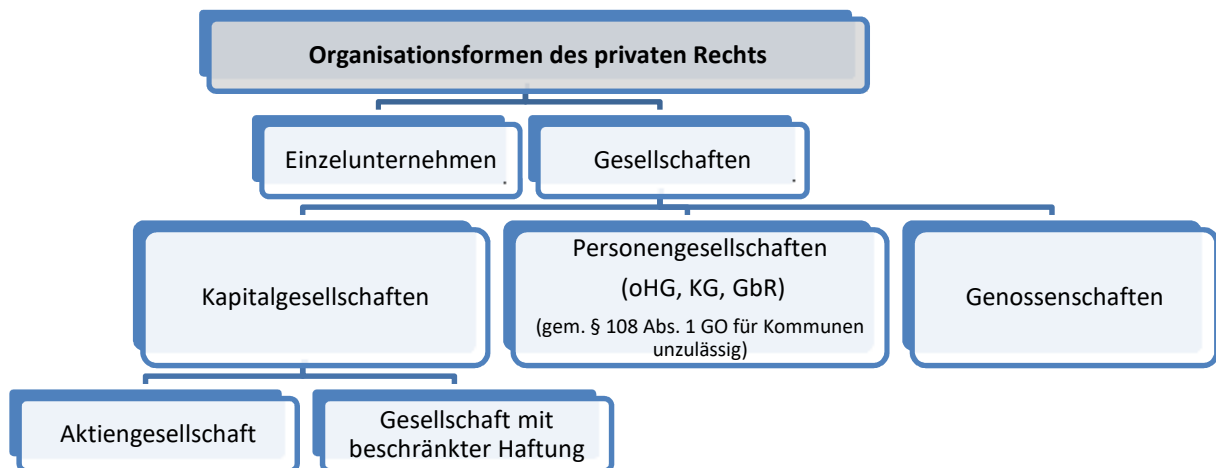 Organisationsformen des privaten Rechts
Einzelunternehmen
Gesellschaften
Kapitalgesellschaften
Personengesellschaften
(oHG, KG, GbR)
(gem. § 108 Abs. 1 GO für Kommunen
unzulässig)
Genossenschaften
Aktiengesellschaft
Gesellschaft mit
beschränkter Haftung